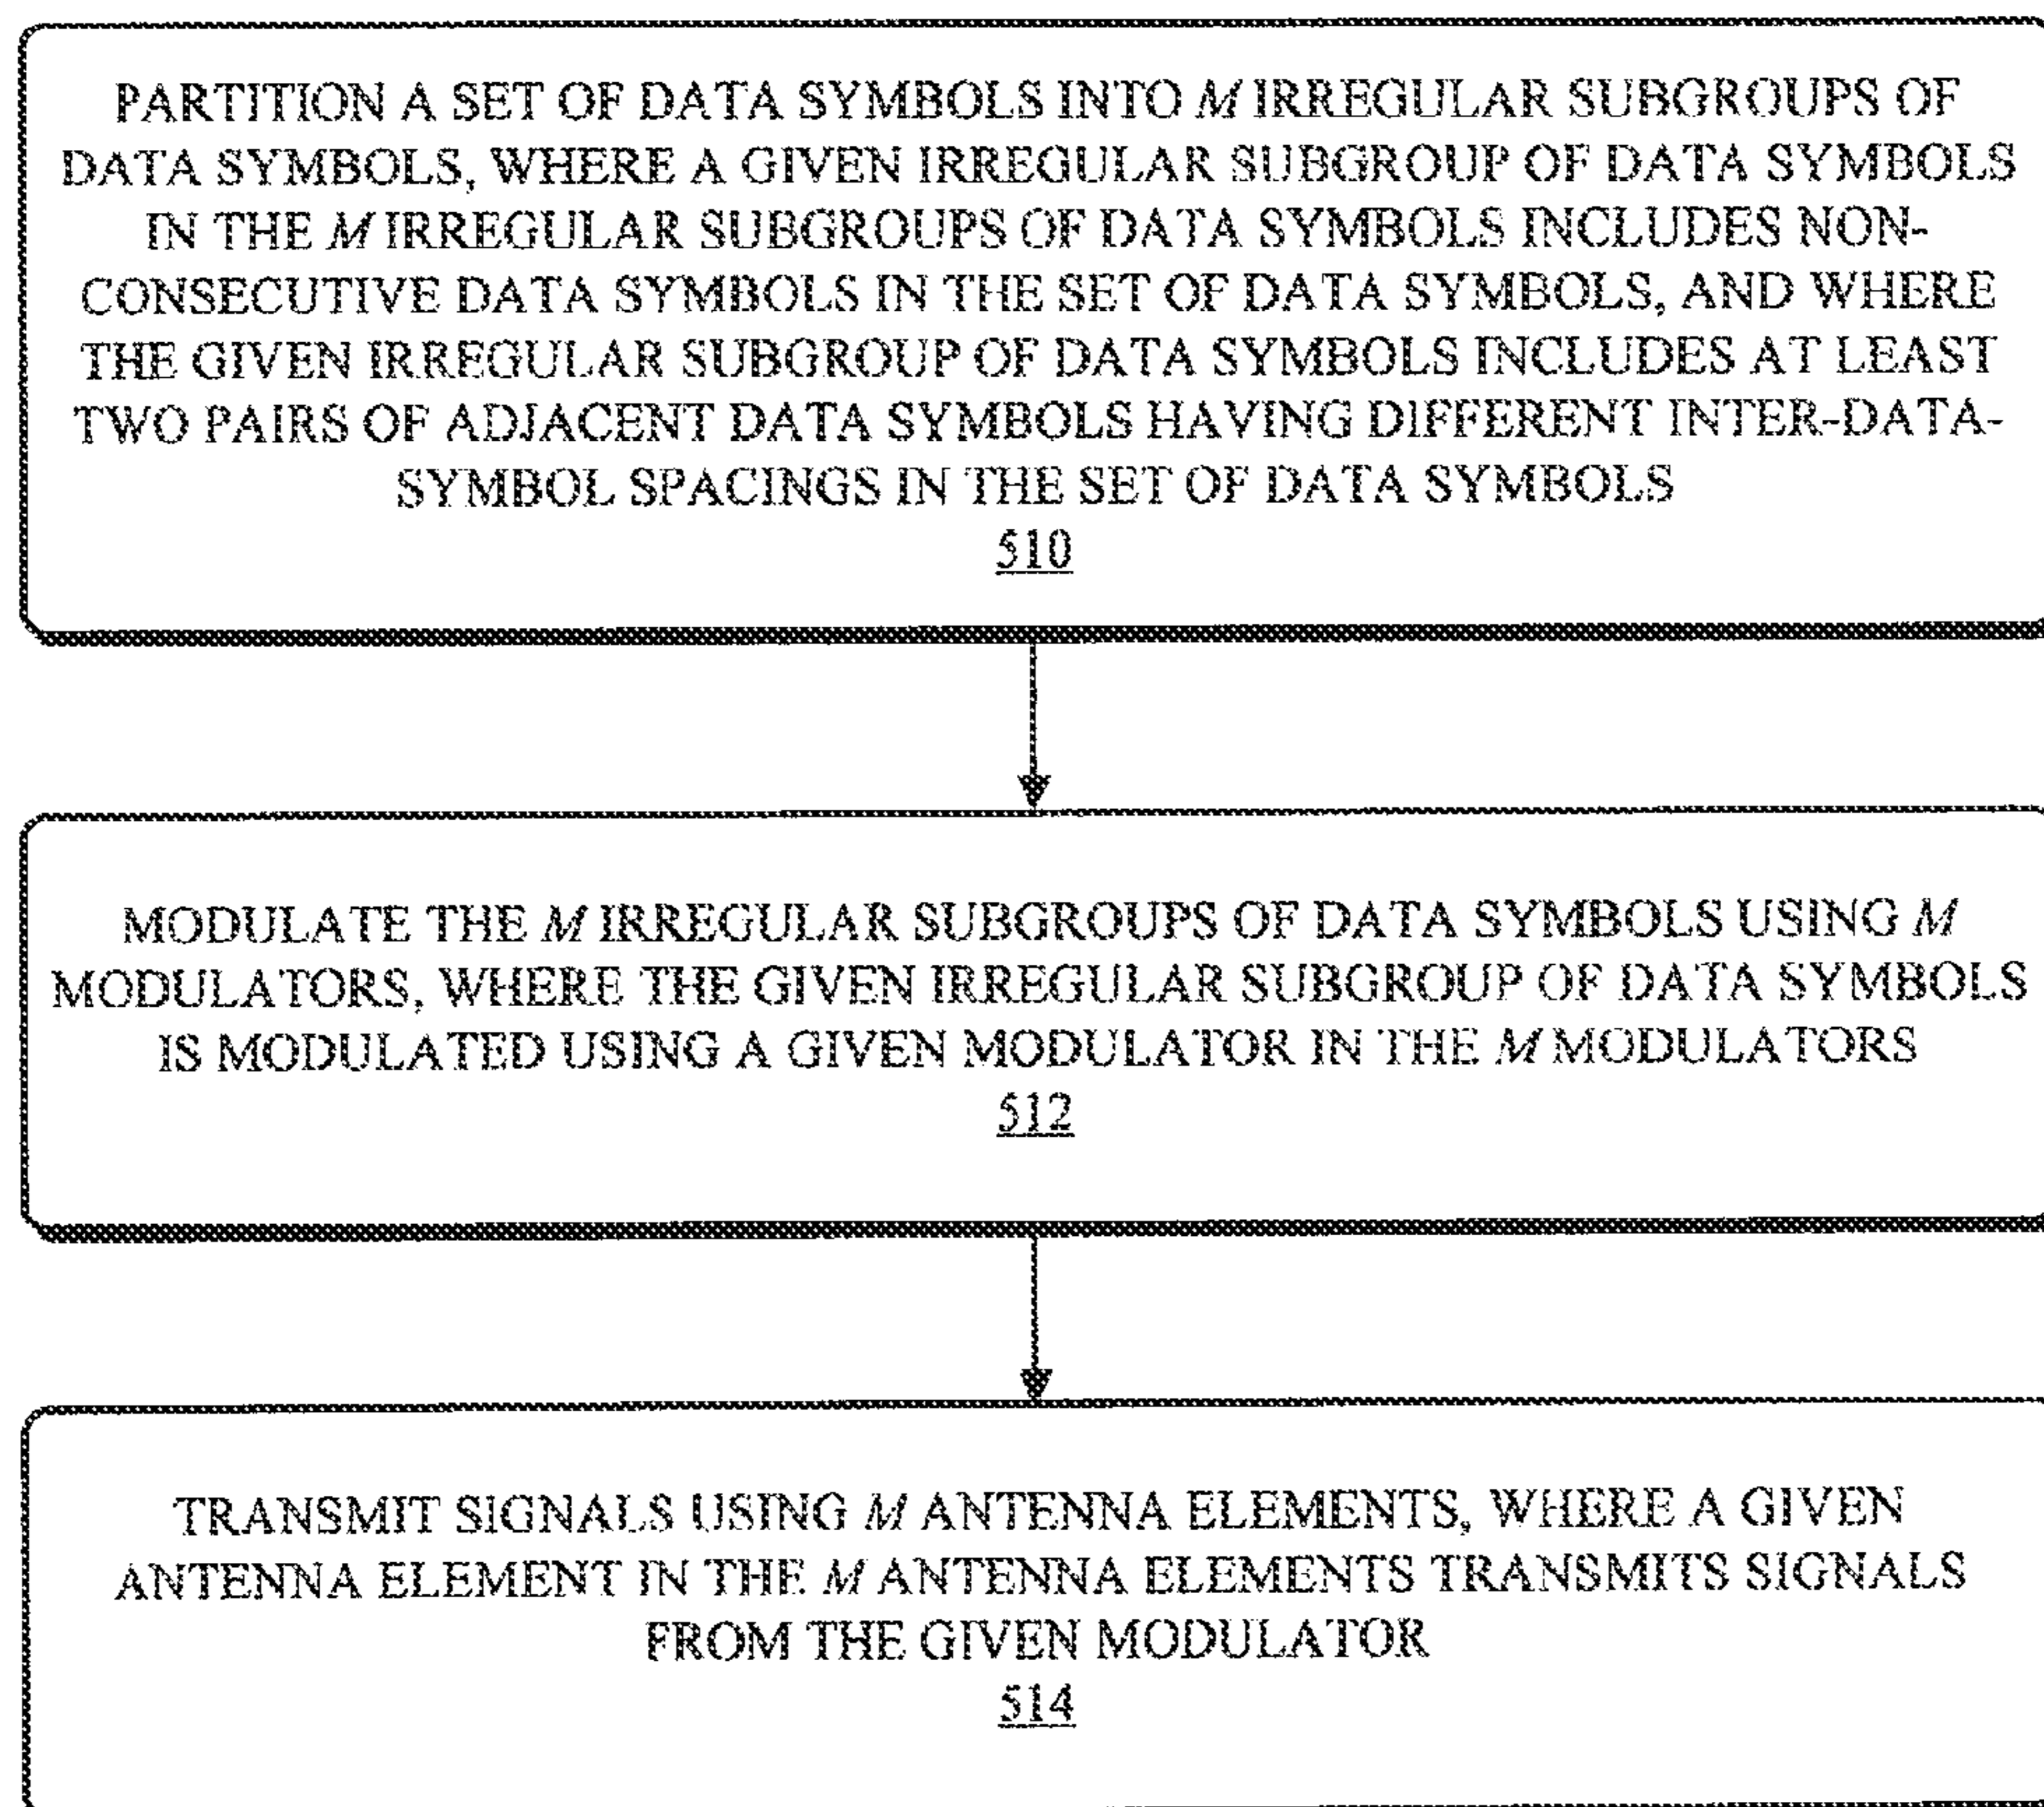 PARTITION A SET OF DATA SYMBOLS INTO M IRREGULAR SUBGROUPS OF
DATA SYMBOLS, WHERE A GIVEN IRREGULAR SUBGROUP OF DATA SYMBOLS
IN THE M IRREGULAR SUBGROUPS OF DATA SYMBOLS INCLUDES NON-
CONSECUTIVE DATA SYMBOLS IN THE SET OF DATA SYMBOLS, AND WHERE
THE GIVEN IRREGULAR SUBGROUP OF DATA SYMBOLS INCLUDES AT LEAST
TWO PAIRS OF ADJACENT DATA SYMBOLS HAVING DIFFERENT INTER-DATA-
SYMBOL SPACINGS IN THE SET OF DATA SYMBOLS
510
MODULATE THE M IRREGULAR SUBGROUPS OF DATA SYMBOLS USING M
MODULATORS, WHERE THE GIVEN IRREGULAR SUBGROUP OF DATA SYMBOLS
IS MODULATED USING A GIVEN MODULATOR IN THE M MODULATORS
512
TRANSMIT SIGNALS USING M ANTENNA ELEMENTS, WHERE A GIVEN
ANTENNA ELEMENT IN THE M ANTENNA ELEMENTS TRANSMITS SIGNALS
FROM THE GIVEN MODULATOR
514